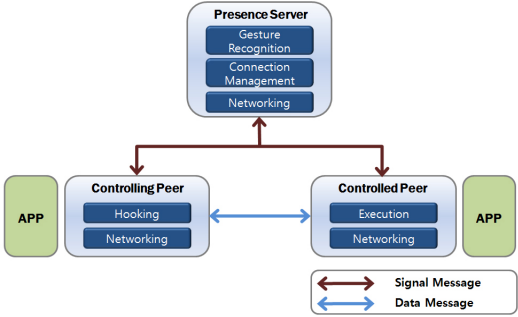 Presence Server
Gesture
Recognition
Connection
Management
Networking
APP
Controlling Peer
Hooking
Networking
Controlled Peer
Execution
Networking
APP
Signal Message
Data Message